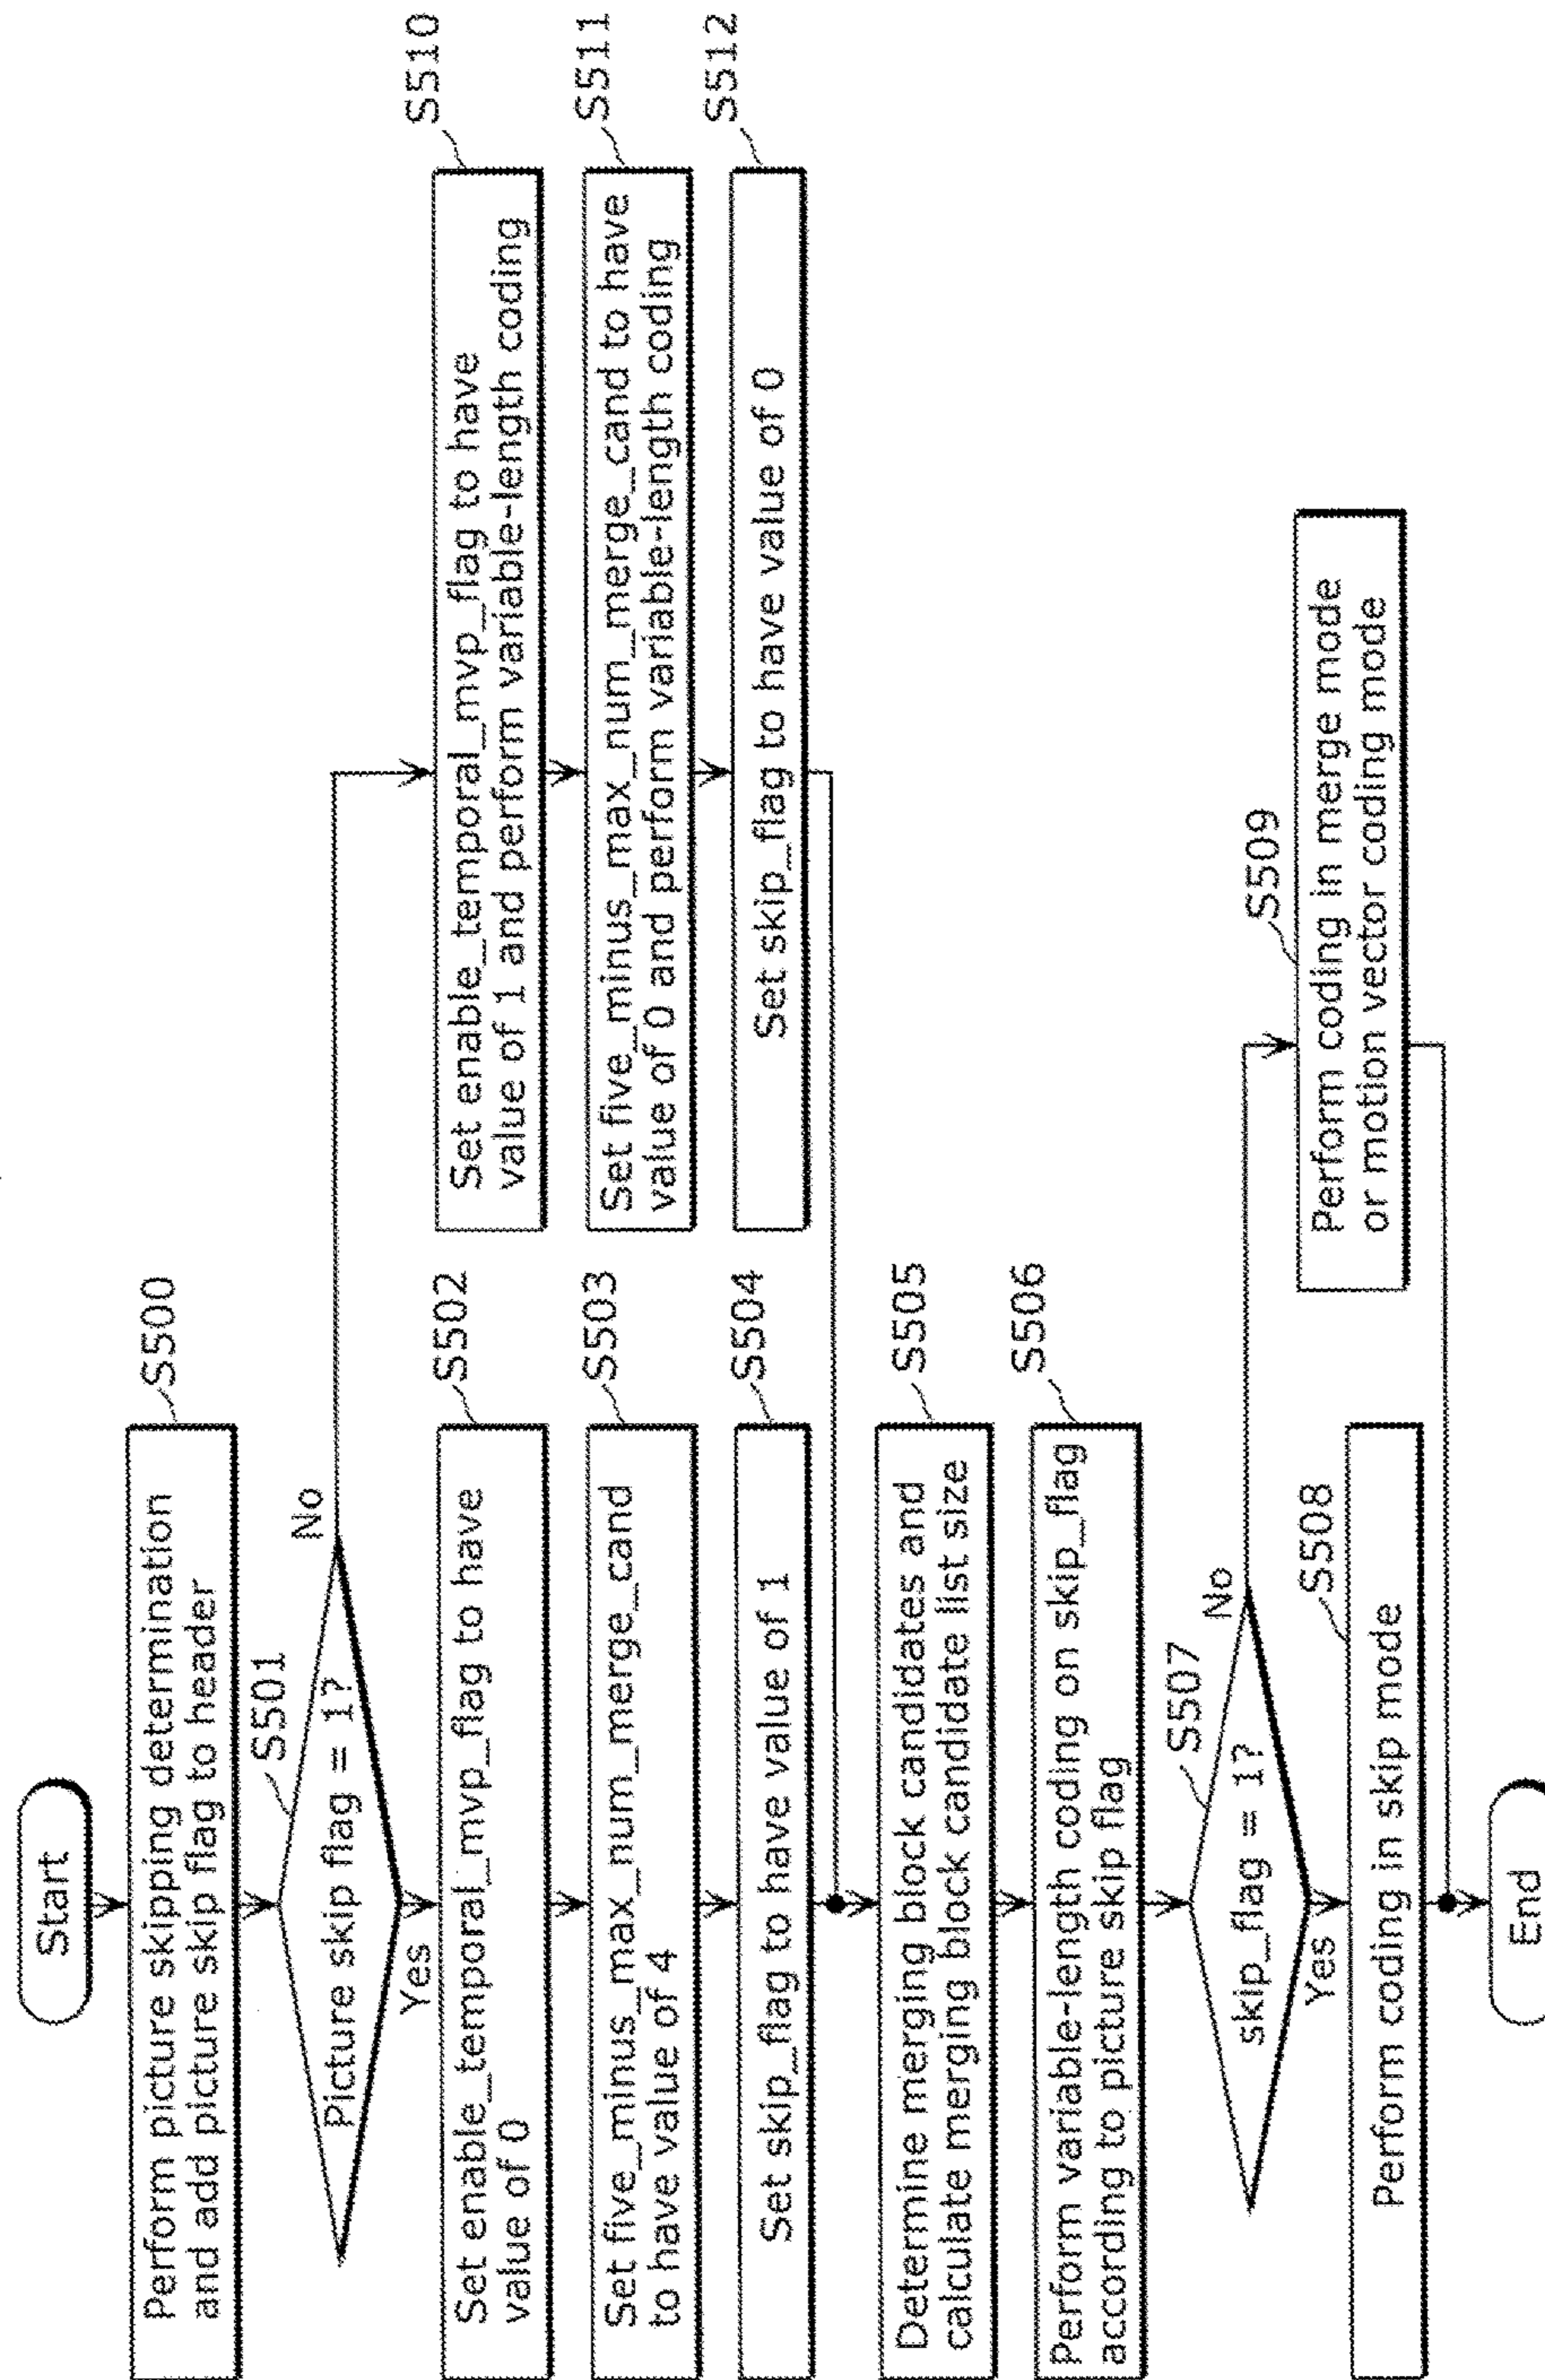 Start
S500
Perform picture skipping determination
and add picture skip flag to header
S501
Picture skip flag = 1?
No
Yes
S502
Set enable_temporal_mvp_flag to have
value of 0
S503
Set five_minus_max_num_merge_cand
to have value of 4
S504
Set skip_flag to have value of 1
S510
Set enable_temporal_mvp_flag to have
value of 1 and perform variable-length coding
S511
Set five_minus_max_num_merge_cand to have
value of 0 and perform variable-length coding
S512
Set skip_flag to have value of 0
S505
Determine merging block candidates and
calculate merging block candidate list size
S506
Perform variable-length coding on skip_flag
according to picture skip flag
S507
skip_flag = 1?
No
Yes
S508
Perform coding in skip mode
S509
Perform coding in merge mode
or motion vector coding mode
End